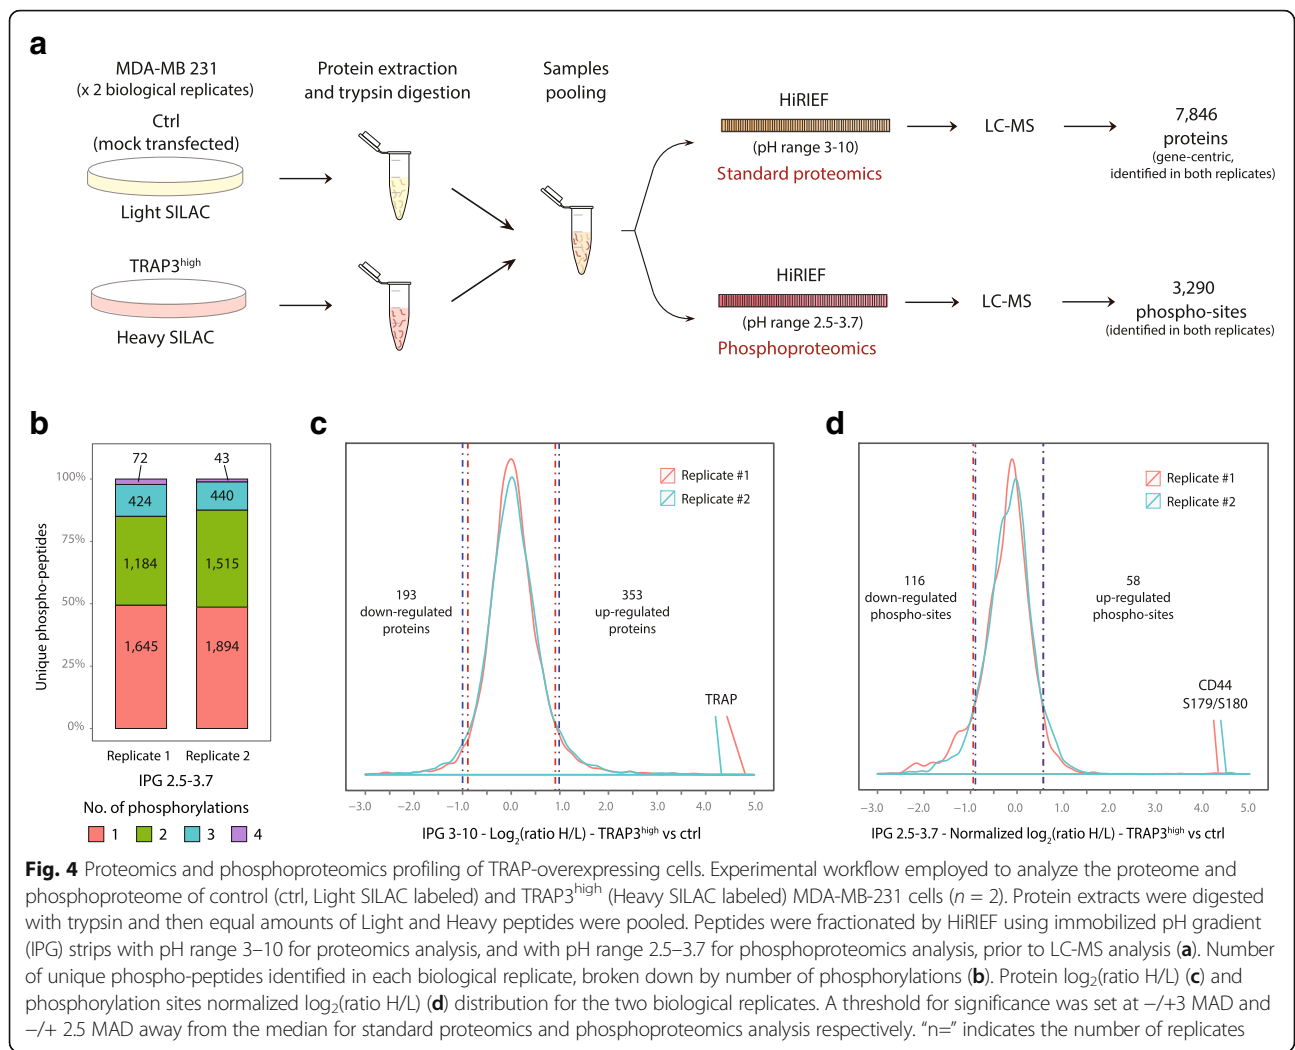 a
MDA-MB 231
(x 2 biological replicates)
Ctrl
(mock transfected)
Light SILAC
TRAP3high
Heavy SILAC
Protein extraction
and trypsin digestion
Samples
pooling
HiRIEF
(pH range 3-10)
Standard proteomics
LC-MS
7,846
proteins
(gene-centric,
identified in both replicates)
HiRIEF
(pH range 2.5-3.7)
Phosphoproteomics
LC-MS
3,290
phospho-sites
(identified in both replicates)
b
Unique phospho-peptides
100%
75%
50%
25%
0%
72
424
1,184
1,645
43
440
1,515
1,894
Replicate 1 Replicate 2
IPG 2.5-3.7
No. of phosphorylations
1 2 3 4
c
Replicate #1
Replicate #2
193
down-regulated
proteins
353
up-regulated
proteins
TRAP
−3.0 −2.0 −1.0 0.0 1.0 2.0 3.0 4.0 5.0
IPG 3-10 - Log2(ratio H/L) - TRAP3high vs ctrl
d
Replicate #1
Replicate #2
116
down-regulated
phospho-sites
58
up-regulated
phospho-sites
CD44
S179/S180
−3.0 −2.0 −1.0 0.0 1.0 2.0 3.0 4.0 5.0
IPG 2.5-3.7 - Normalized log2(ratio H/L) - TRAP3high vs ctrl
Fig. 4 Proteomics and phosphoproteomics profiling of TRAP-overexpressing cells. Experimental workflow employed to analyze the proteome and
phosphoproteome of control (ctrl, Light SILAC labeled) and TRAP3high (Heavy SILAC labeled) MDA-MB-231 cells (n = 2). Protein extracts were digested
with trypsin and then equal amounts of Light and Heavy peptides were pooled. Peptides were fractionated by HiRIEF using immobilized pH gradient
(IPG) strips with pH range 3–10 for proteomics analysis, and with pH range 2.5–3.7 for phosphoproteomics analysis, prior to LC-MS analysis (a). Number
of unique phospho-peptides identified in each biological replicate, broken down by number of phosphorylations (b). Protein log2(ratio H/L) (c) and
phosphorylation sites normalized log2(ratio H/L) (d) distribution for the two biological replicates. A threshold for significance was set at −/+3 MAD and
−/+ 2.5 MAD away from the median for standard proteomics and phosphoproteomics analysis respectively. “n=” indicates the number of replicates